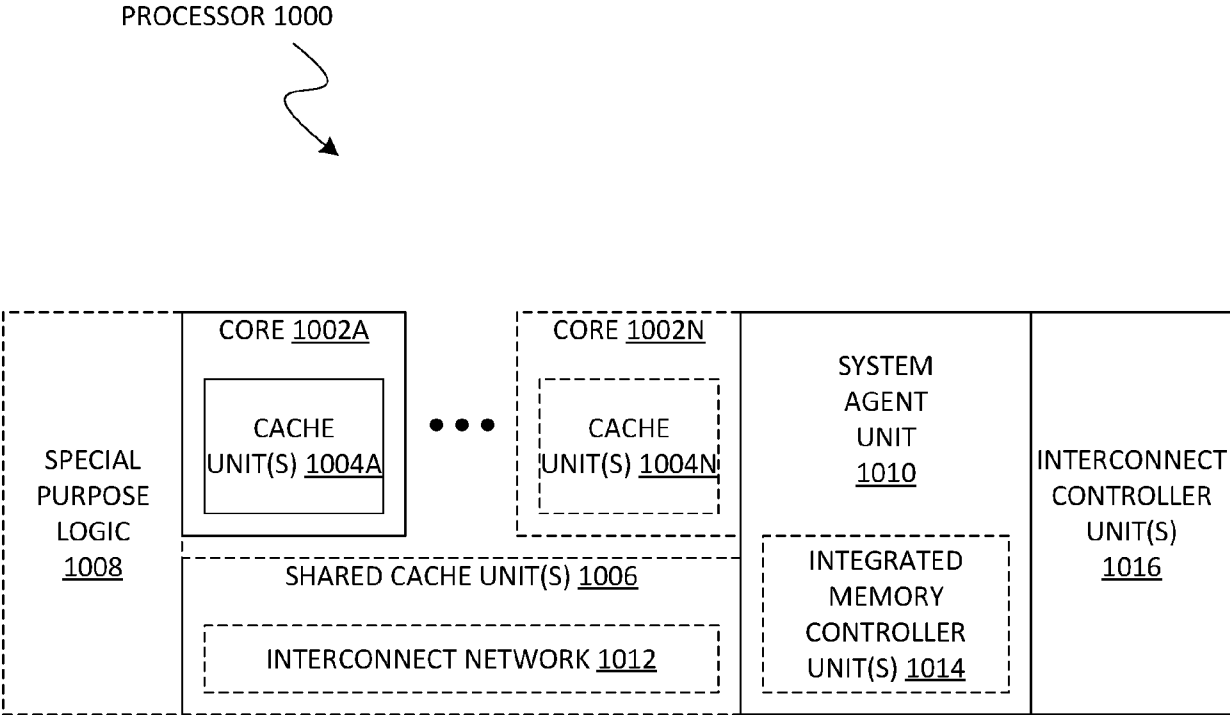 PROCESSOR 1000
SPECIAL
PURPOSE
LOGIC
1008
CORE 1002A
CACHE
UNIT(S) 1004A
CORE 1002N
CACHE
UNIT(S) 1004N
SHARED CACHE UNIT(S) 1006
INTERCONNECT NETWORK 1012
SYSTEM
AGENT
UNIT
1010
INTEGRATED
MEMORY
CONTROLLER
UNIT(S) 1014
INTERCONNECT
CONTROLLER
UNIT(S)
1016